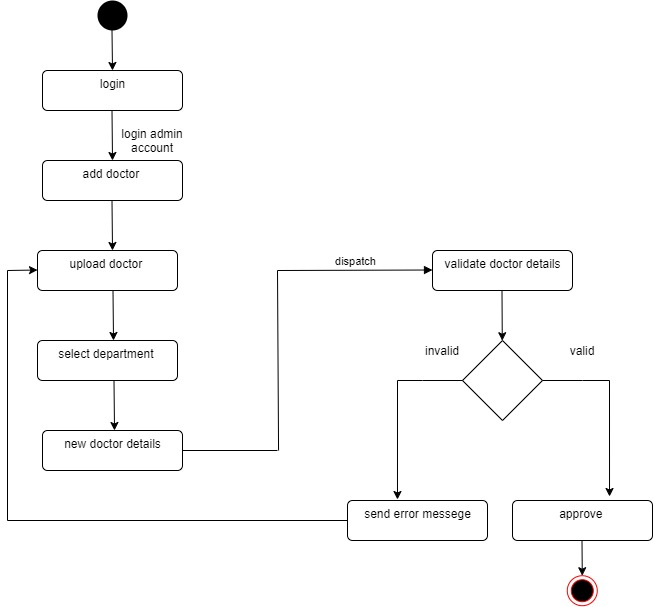 login
login admin
account
add doctor
upload doctor
select department
new doctor details
dispatch
validate doctor details
invalid
valid
send error messege
approve